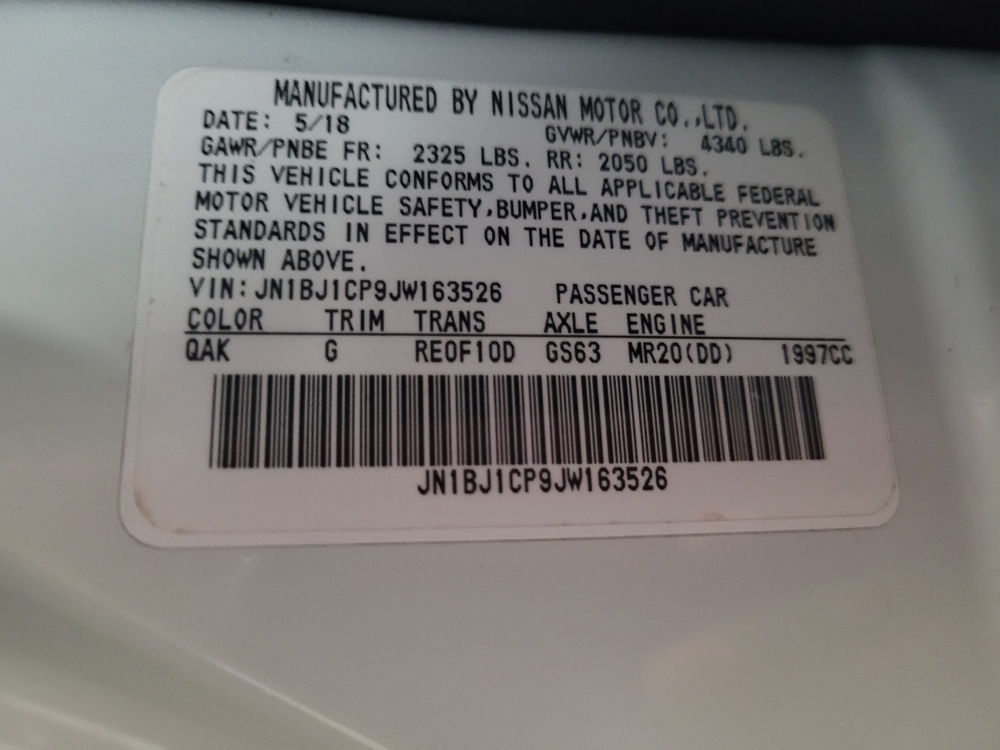 MANUFACTURED BY NISSAN MOTOR CO.,LTD.
DATE: 5/18 GVWR/PNBV: 4340 LBS.
GAWR/PNBE FR: 2325 LBS. RR: 2050 LBS.
THIS VEHICLE CONFORMS TO ALL APPLICABLE FEDERAL
MOTOR VEHICLE SAFETY,BUMPER,AND THEFT PREVENTION
STANDARDS IN EFFECT ON THE DATE OF MANUFACTURE
SHOWN ABOVE.
VIN: JN1BJ1CP9JW163526 PASSENGER CAR
COLOR TRIM TRANS AXLE ENGINE
QAK G RE0F10D GS63 MR20(DD) 1997CC
JN1BJ1CP9JW163526